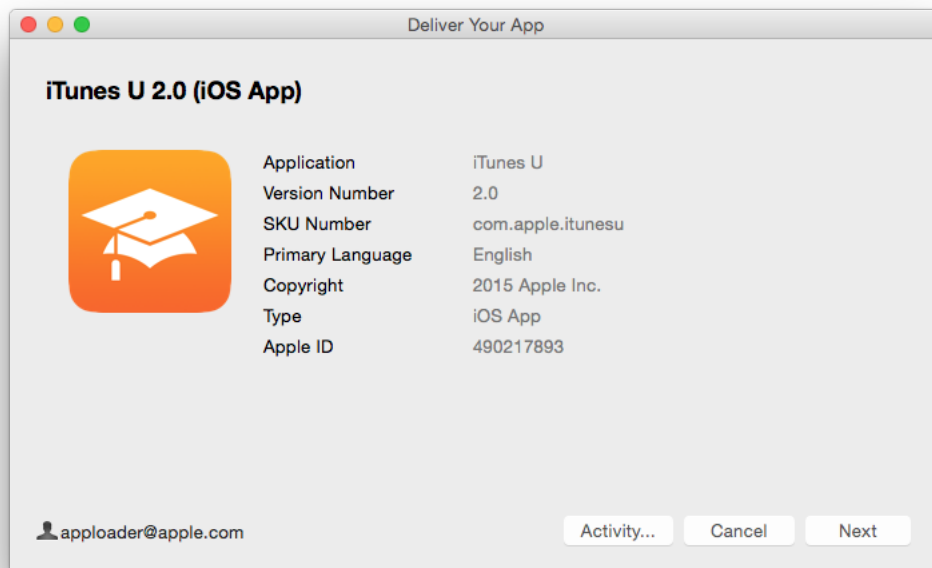 Deliver Your App
iTunes U 2.0 (iOS App)
Application iTunes U
Version Number 2.0
SKU Number com.apple.itunesu
Primary Language English
Copyright 2015 Apple Inc.
Type iOS App
Apple ID 490217893
apploader@apple.com Activity... Cancel Next